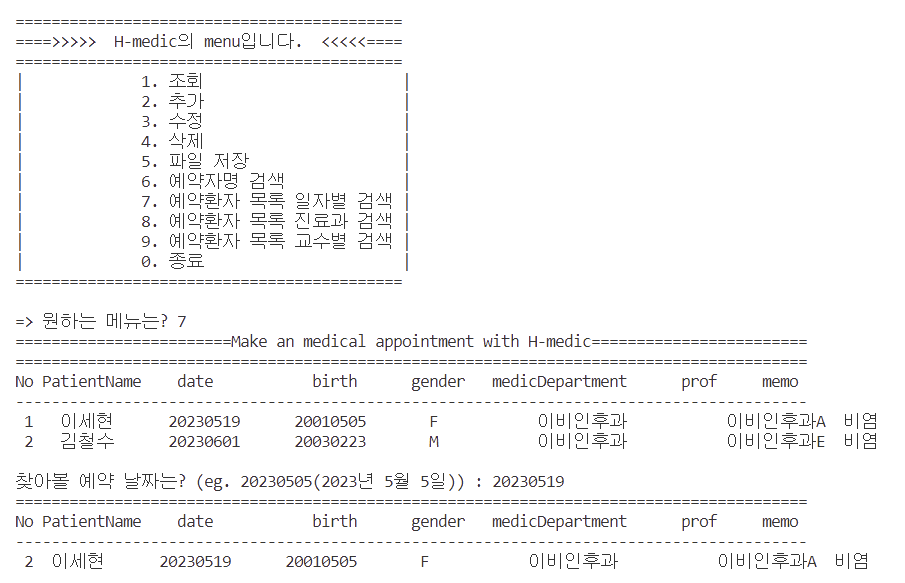 ===========================================
====>>>>>  H-medic의 menu입니다.  <<<<<====
===========================================
|             1. 조회                      |
|             2. 추가                      |
|             3. 수정                      |
|             4. 삭제                      |
|             5. 파일 저장                 |
|             6. 예약자명 검색             |
|             7. 예약환자 목록 일자별 검색 |
|             8. 예약환자 목록 진료과 검색 |
|             9. 예약환자 목록 교수별 검색 |
|             0. 종료                      |
===========================================
=> 원하는 메뉴는? 7
========================Make an medical appointment with H-medic========================
========================================================================================
No PatientName    date           birth      gender   medicDepartment      prof     memo
----------------------------------------------------------------------------------------
1   이세현      20230519      20010505       F           이비인후과           이비인후과A  비염
2   김철수      20230601      20030223       M           이비인후과           이비인후과E  비염
찾아볼 예약 날짜는? (eg. 20230505(2023년 5월 5일)) : 20230519
========================================================================================
No PatientName    date           birth      gender   medicDepartment      prof     memo
----------------------------------------------------------------------------------------
2  이세현      20230519      20010505       F           이비인후과           이비인후과A  비염